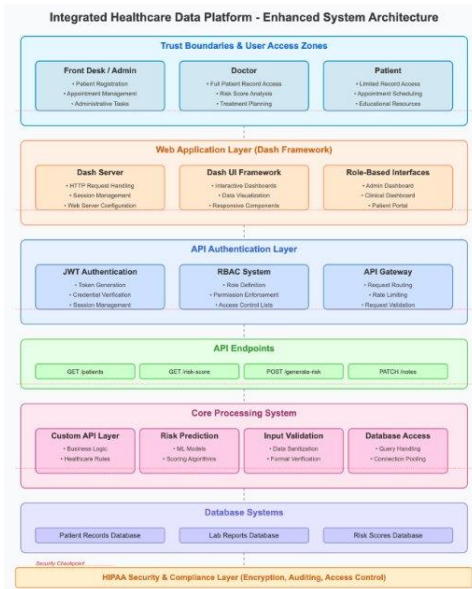 Integrated Healthcare Data Platform - Enhanced System Architecture
Trust Boundaries & User Access Zones
Front Desk / Admin
• Patient Registration
• Appointment Management
• Administrative Tasks
Doctor
• Full Patient Record Access
• Risk Score Analysis
• Treatment Planning
Patient
• Limited Record Access
• Appointment Scheduling
• Educational Resources
Web Application Layer (Dash Framework)
Dash Server
• HTTP Request Handling
• Session Management
• Web Server Configuration
Dash UI Framework
• Interactive Dashboards
• Data Visualization
• Responsive Components
Role-Based Interfaces
• Admin Dashboard
• Clinical Dashboard
• Patient Portal
API Authentication Layer
JWT Authentication
• Token Generation
• Credential Verification
• Session Management
RBAC System
• Role Definition
• Permission Enforcement
• Access Control Lists
API Gateway
• Request Routing
• Rate Limiting
• Request Validation
API Endpoints
GET /patients
GET /risk-score
POST /generate-risk
PATCH /notes
Core Processing System
Custom API Layer
• Business Logic
• Healthcare Rules
Risk Prediction
• ML Models
• Scoring Algorithms
Input Validation
• Data Sanitization
• Format Verification
Database Access
• Query Handling
• Connection Pooling
Database Systems
Patient Records Database
Lab Reports Database
Risk Scores Database
Security Checkpoint
HIPAA Security & Compliance Layer (Encryption, Auditing, Access Control)